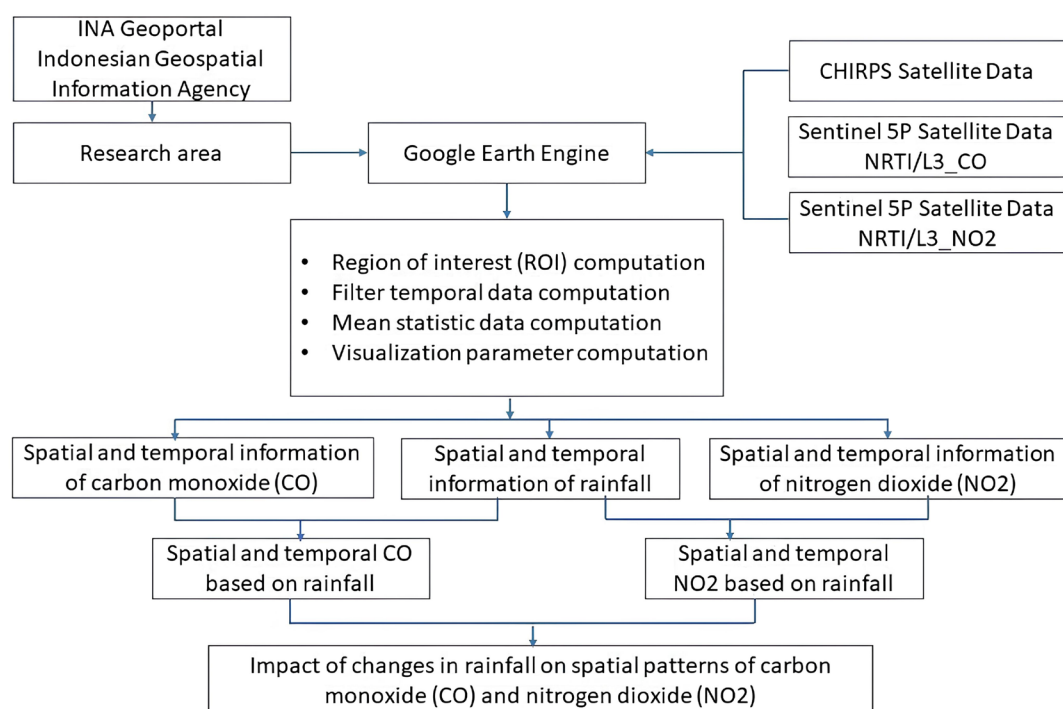 INA Geoportal
Indonesian Geospatial
Information Agency
CHIRPS Satellite Data
Research area
Google Earth Engine
Sentinel 5P Satellite Data
NRTI/L3_CO
Sentinel 5P Satellite Data
NRTI/L3_NO2
• Region of interest (ROI) computation
• Filter temporal data computation
• Mean statistic data computation
• Visualization parameter computation
Spatial and temporal information
of carbon monoxide (CO)
Spatial and temporal
information of rainfall
Spatial and temporal information
of nitrogen dioxide (NO2)
Spatial and temporal CO
based on rainfall
Spatial and temporal
NO2 based on rainfall
Impact of changes in rainfall on spatial patterns of carbon
monoxide (CO) and nitrogen dioxide (NO2)